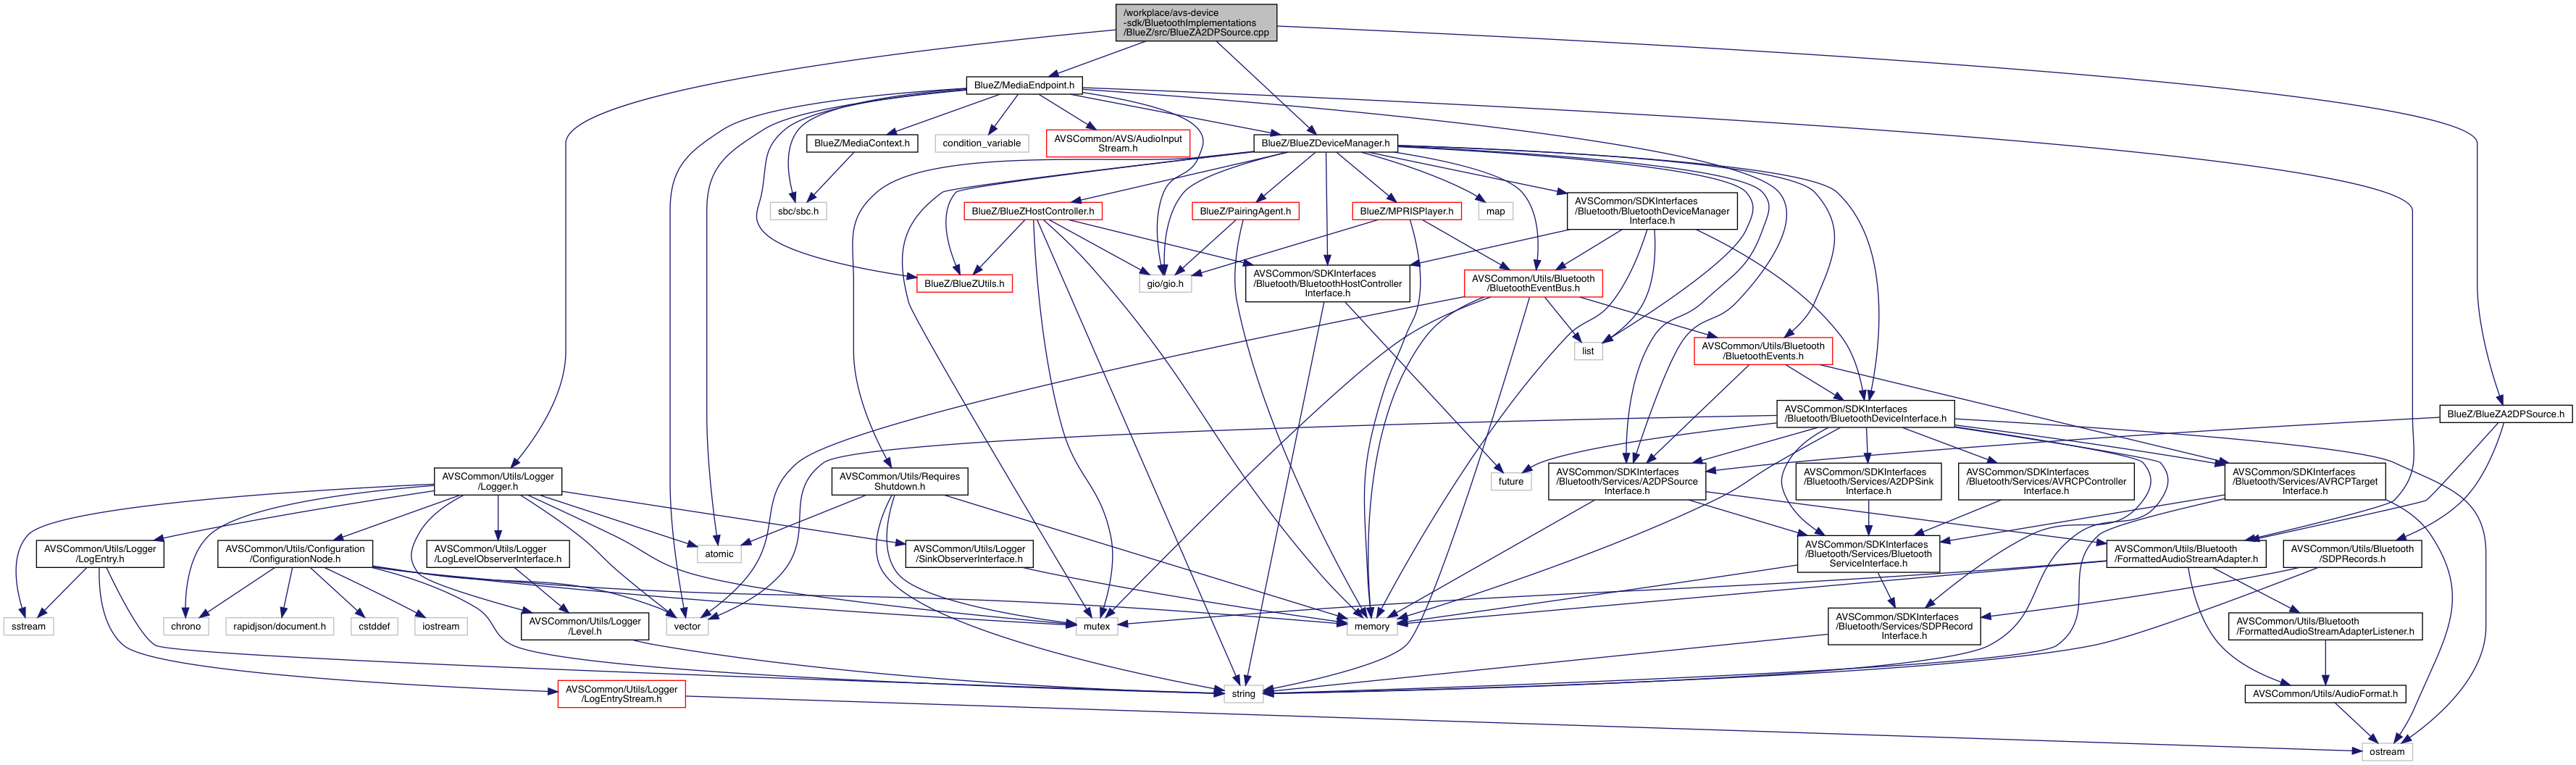 /workplace/avs-device
-sdk/BluetoothImplementations
/BlueZ/src/BlueZA2DPSource.cpp
BlueZ/MediaEndpoint.h
BlueZ/MediaContext.h
condition_variable
AVSCommon/AVS/AudioInput
Stream.h
BlueZ/BlueZDeviceManager.h
sbc/sbc.h
BlueZ/BlueZHostController.h
BlueZ/PairingAgent.h
BlueZ/MPRISPlayer.h
map
AVSCommon/SDKInterfaces
/Bluetooth/BluetoothDeviceManager
Interface.h
BlueZ/BlueZUtils.h
gio/gio.h
AVSCommon/SDKInterfaces
/Bluetooth/BluetoothHostController
Interface.h
AVSCommon/Utils/Bluetooth
/BluetoothEventBus.h
list
AVSCommon/Utils/Bluetooth
/BluetoothEvents.h
AVSCommon/SDKInterfaces
/Bluetooth/BluetoothDeviceInterface.h
BlueZ/BlueZA2DPSource.h
AVSCommon/Utils/Logger
/Logger.h
AVSCommon/Utils/Requires
Shutdown.h
future
AVSCommon/SDKInterfaces
/Bluetooth/Services/A2DPSource
Interface.h
AVSCommon/SDKInterfaces
/Bluetooth/Services/A2DPSink
Interface.h
AVSCommon/SDKInterfaces
/Bluetooth/Services/AVRCPController
Interface.h
AVSCommon/SDKInterfaces
/Bluetooth/Services/AVRCPTarget
Interface.h
AVSCommon/Utils/Logger
/LogEntry.h
AVSCommon/Utils/Configuration
/ConfigurationNode.h
AVSCommon/Utils/Logger
/LogLevelObserverInterface.h
atomic
AVSCommon/Utils/Logger
/SinkObserverInterface.h
AVSCommon/SDKInterfaces
/Bluetooth/Services/Bluetooth
ServiceInterface.h
AVSCommon/Utils/Bluetooth
/FormattedAudioStreamAdapter.h
AVSCommon/Utils/Bluetooth
/SDPRecords.h
sstream
chrono
rapidjson/document.h
cstddef
iostream
AVSCommon/Utils/Logger
/Level.h
vector
mutex
memory
AVSCommon/SDKInterfaces
/Bluetooth/Services/SDPRecord
Interface.h
AVSCommon/Utils/Bluetooth
/FormattedAudioStreamAdapterListener.h
AVSCommon/Utils/Logger
/LogEntryStream.h
string
AVSCommon/Utils/AudioFormat.h
ostream